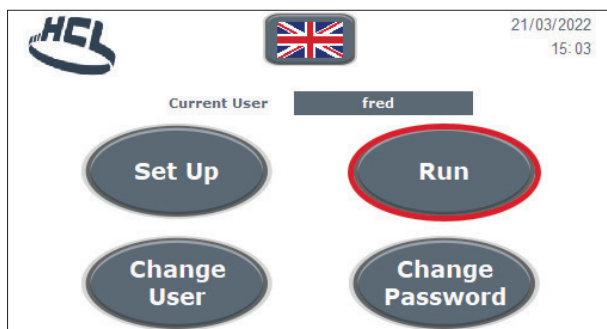 HCL
21/03/2022
15:03
Current User fred
Set Up
Run
Change
User
Change
Password